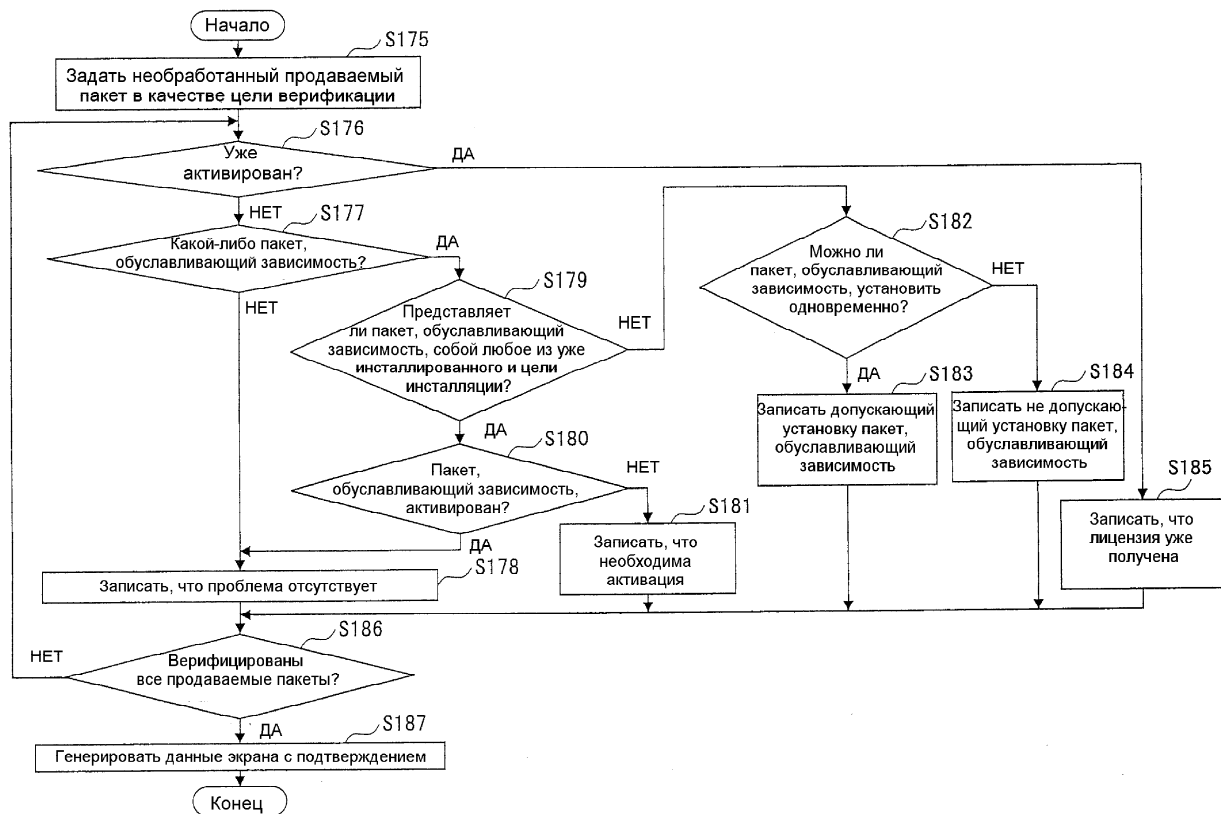 Начало
S175
Задать необработанный продаваемый
пакет в качестве цели верификации
S176
Уже
активирован?
ДА
НЕТ
S177
Какой-либо пакет,
обуславливающий зависимость?
ДА
НЕТ
S179
Представляет
ли пакет, обуславливающий
зависимость, собой любое из уже
инсталлированного и цели
инсталляции?
НЕТ
ДА
S182
Можно ли
пакет, обуславливающий
зависимость, установить
одновременно?
НЕТ
ДА
S183
Записать допускающий
установку пакет,
обуславливающий
зависимость
S184
Записать не допускаю-
щий установку пакет,
обуславливающий
зависимость
S180
Пакет,
обуславливающий зависимость,
активирован?
НЕТ
ДА
S181
Записать, что
необходима
активация
S185
Записать, что
лицензия уже
получена
S178
Записать, что проблема отсутствует
S186
Верифицированы
все продаваемые пакеты?
НЕТ
ДА
S187
Генерировать данные экрана с подтверждением
Конец